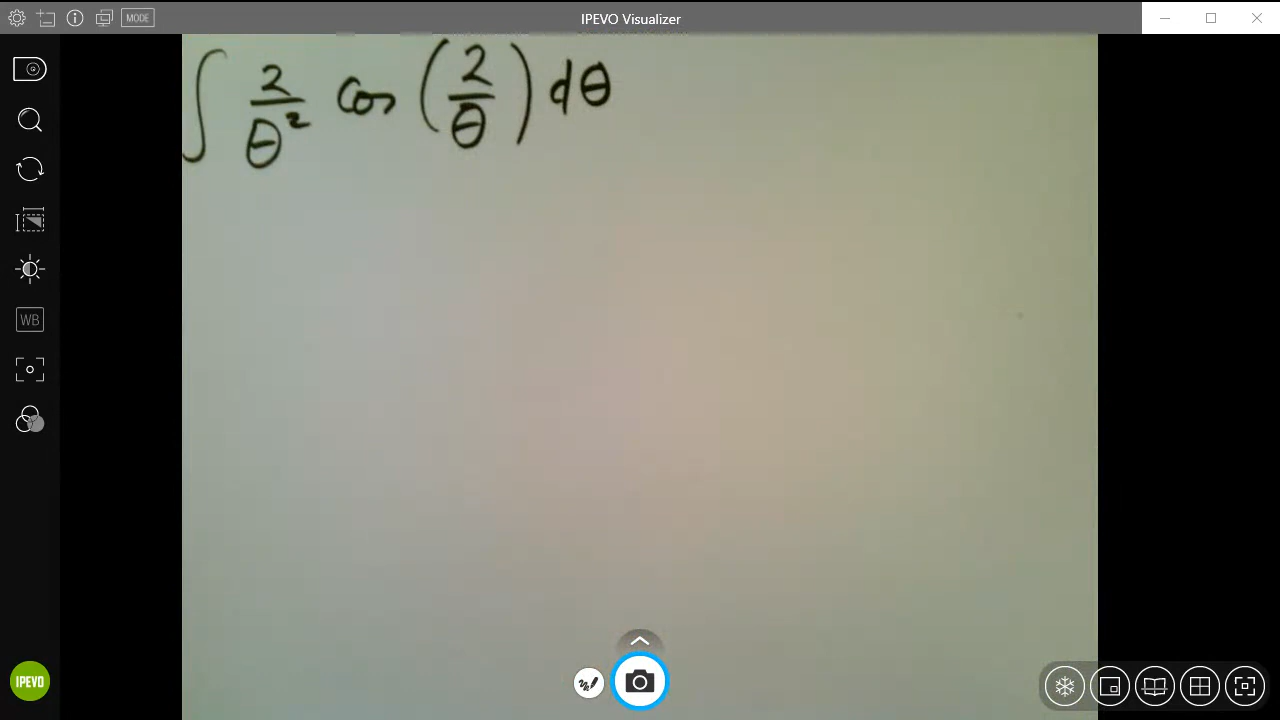 MODE
IPEVO Visualizer
∫ 2/θ² cos (2/θ) dθ
WB
IPEVO